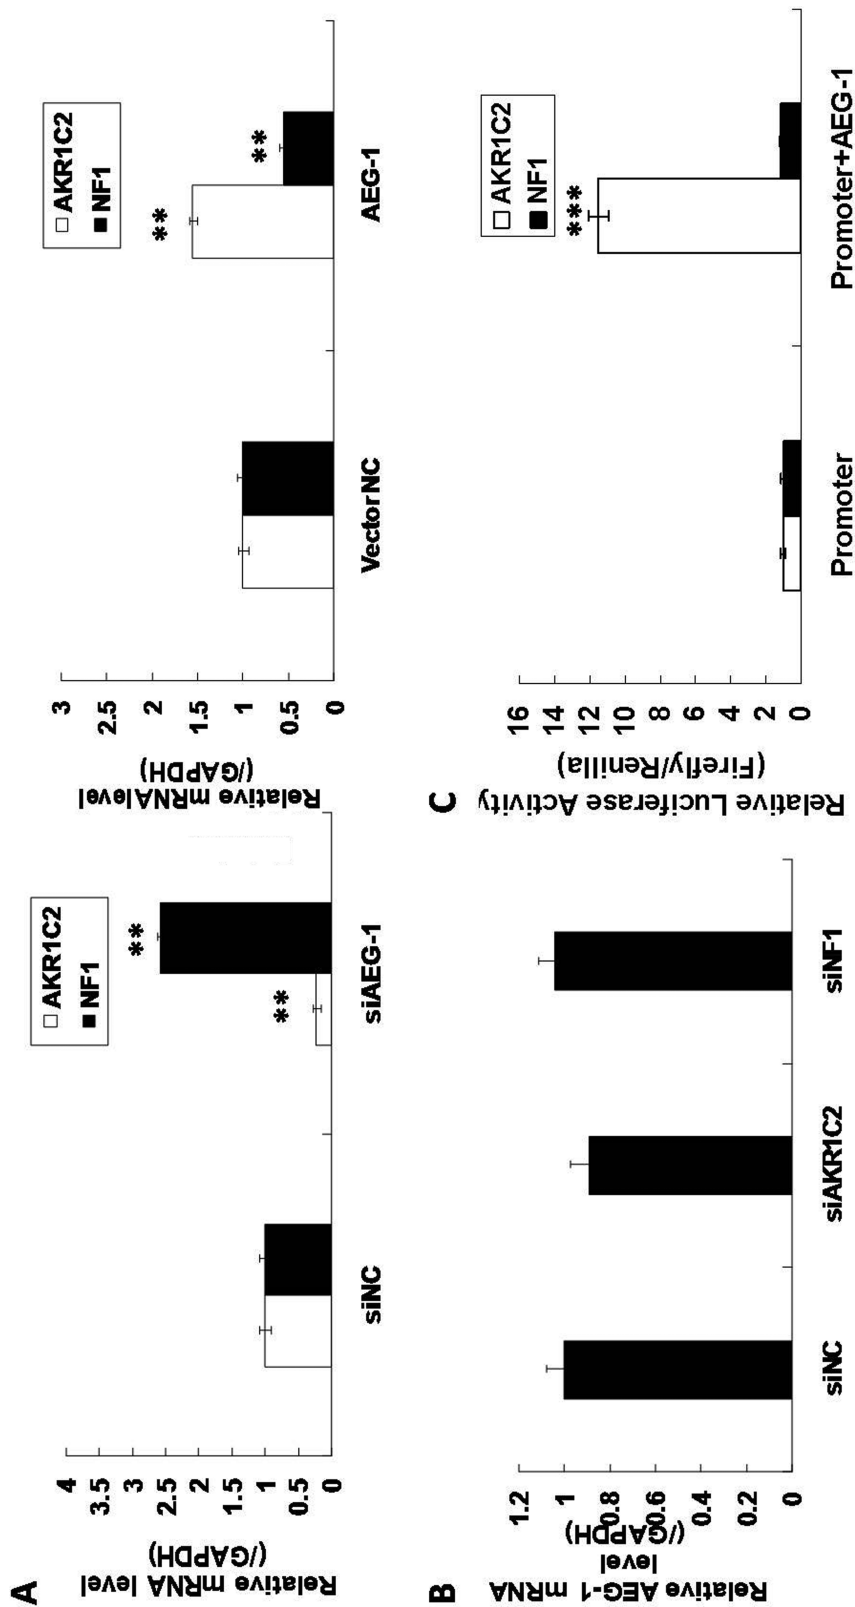 A
Relative mRNA level
(/GAPDH)
4
3.5
3
2.5
2
1.5
1
0.5
0
AKR1C2
NF1
**
**
siNC
siAEG-1
Relative mRNAlevel
(/GAPDH)
3
2.5
2
1.5
1
0.5
0
AKR1C2
NF1
**
**
VectorNC
AEG-1
B
Relative AEG-1 mRNA
level
(/GAPDH)
1.2
1
0.8
0.6
0.4
0.2
0
siNC
siAKR1C2
siNF1
C
Relative Luciferase Activity
(Firefly/Renilla)
16
14
12
10
8
6
4
2
0
AKR1C2
NF1
***
Promoter
Promoter+AEG-1